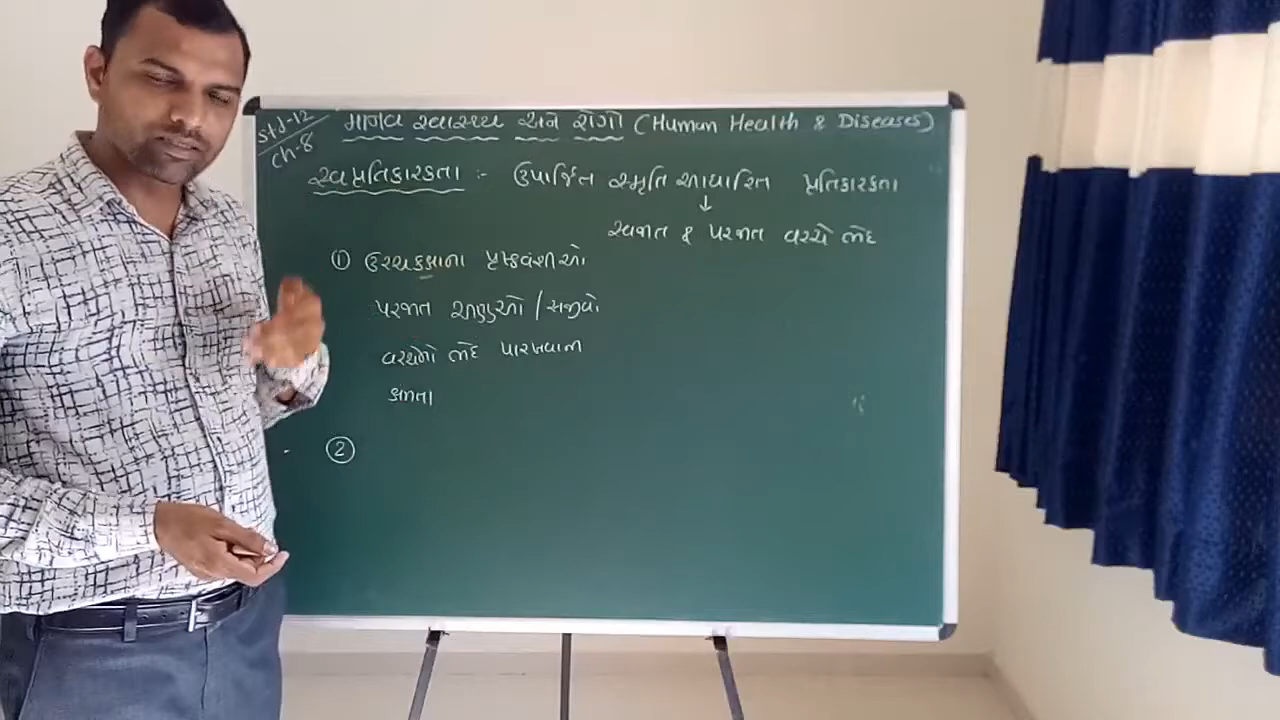 Std-12
Ch-8
માનવ સ્વાસ્થ્ય અને રોગો (Human Health & Diseases)
સ્વપ્રતિકારકતા :- ઉપાર્જિત સ્મૃતિ આધારિત પ્રતિકારકતા
↓
સ્વજાત & પરજાત વચ્ચે ભેદ
① ઉચ્ચકક્ષાના પૃષ્ઠવંશીઓ
પરજાત અણુઓ / સજીવો
વચ્ચેનો ભેદ પારખવાની
ક્ષમતા
②